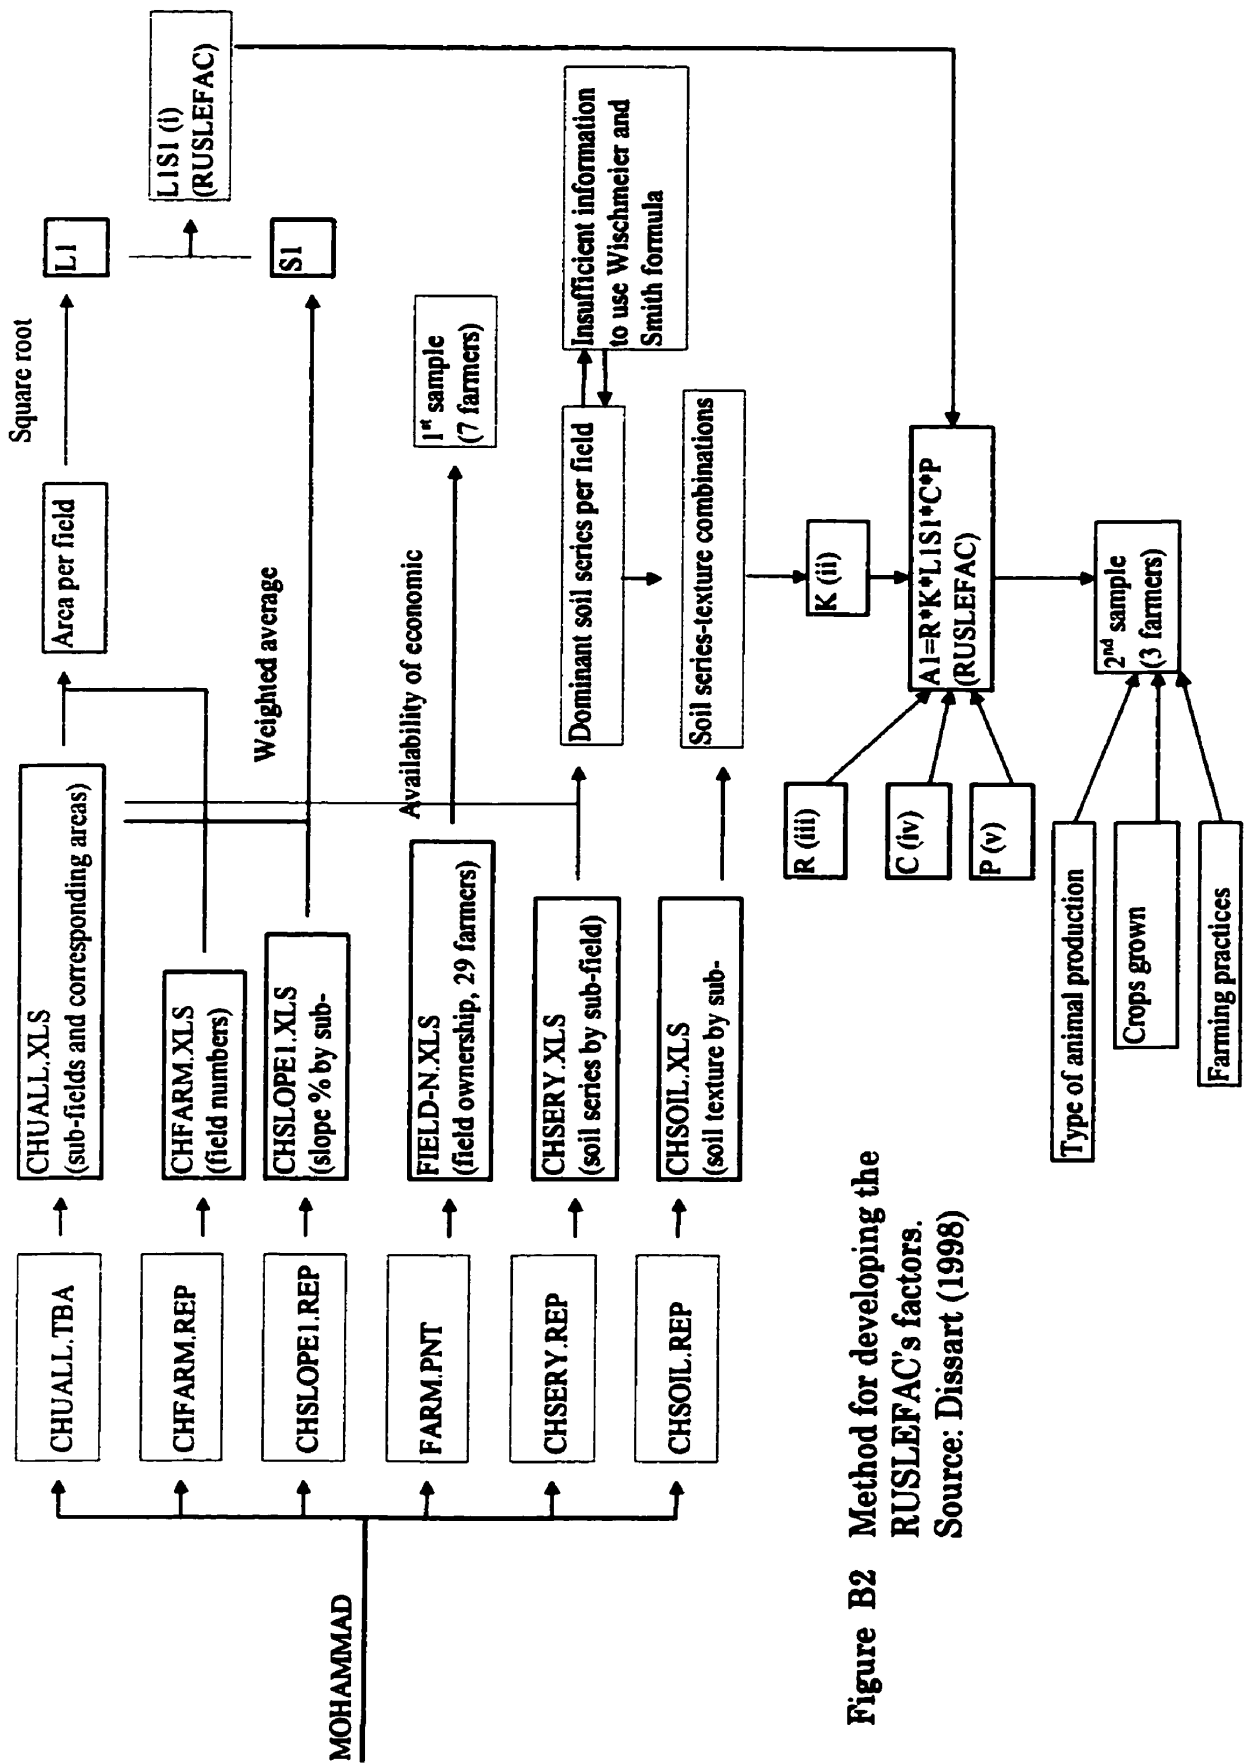 MOHAMMAD
CHUALL.TBA
CHFARM.REP
CHSLOPE1.REP
FARM.PNT
CHSERY.REP
CHSOIL.REP
CHUALL.XLS
(sub-fields and corresponding areas)
CHFARM.XLS
(field numbers)
CHSLOPE1.XLS
(slope % by sub-
FIELD-N.XLS
(field ownership, 29 farmers)
CHSERY.XLS
(soil series by sub-field)
CHSOIL.XLS
(soil texture by sub-
Area per field
Square root
L1
Weighted average
S1
L1S1 (i)
(RUSLEFAC)
Availability of economic
1st sample
(7 farmers)
Dominant soil series per field
Insufficient information
to use Wischmeier and
Smith formula
Soil series-texture combinations
K (ii)
R (iii)
C (iv)
P (v)
A1=R*K*L1S1*C*P
(RUSLEFAC)
Type of animal production
Crops grown
Farming practices
2nd sample
(3 farmers)
Figure B2 Method for developing the
RUSLEFAC's factors.
Source: Dissart (1998)